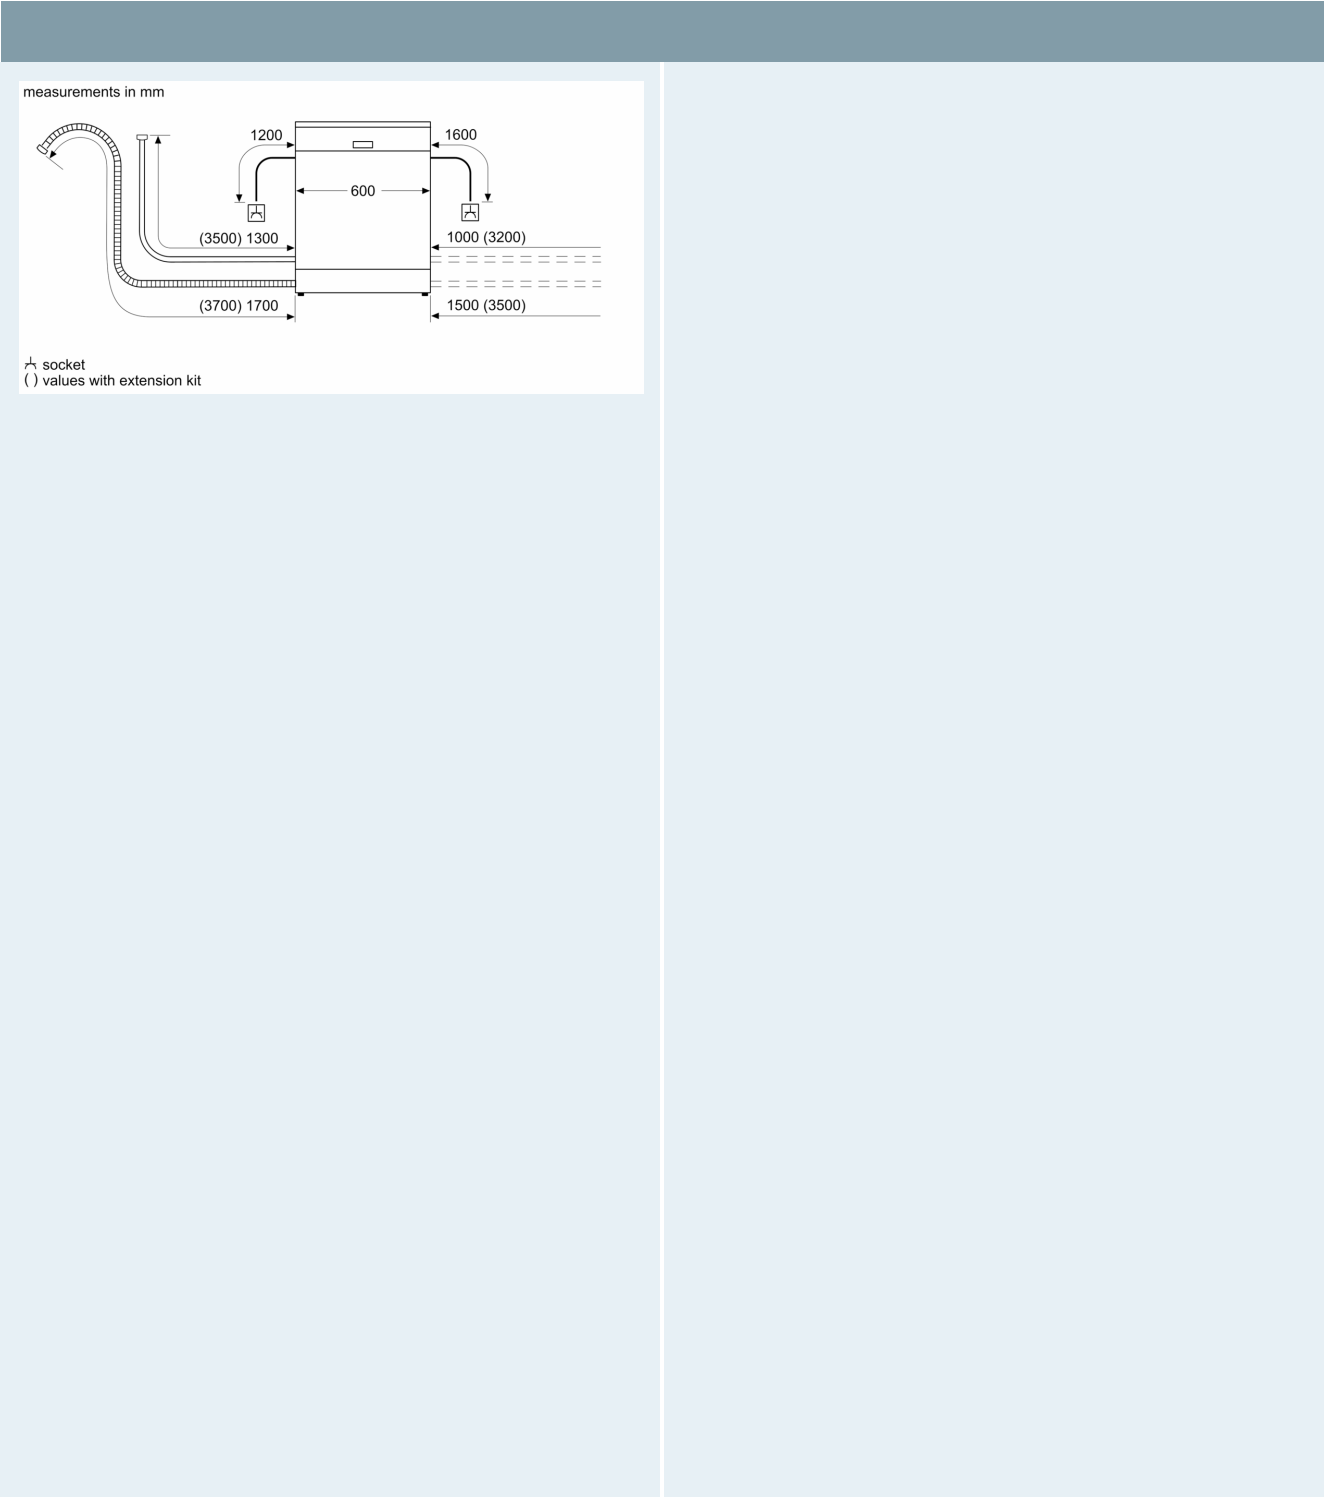 measurements in mm
1200
1600
600
(3500) 1300
1000 (3200)
(3700) 1700
1500 (3500)
socket
( ) values with extension kit